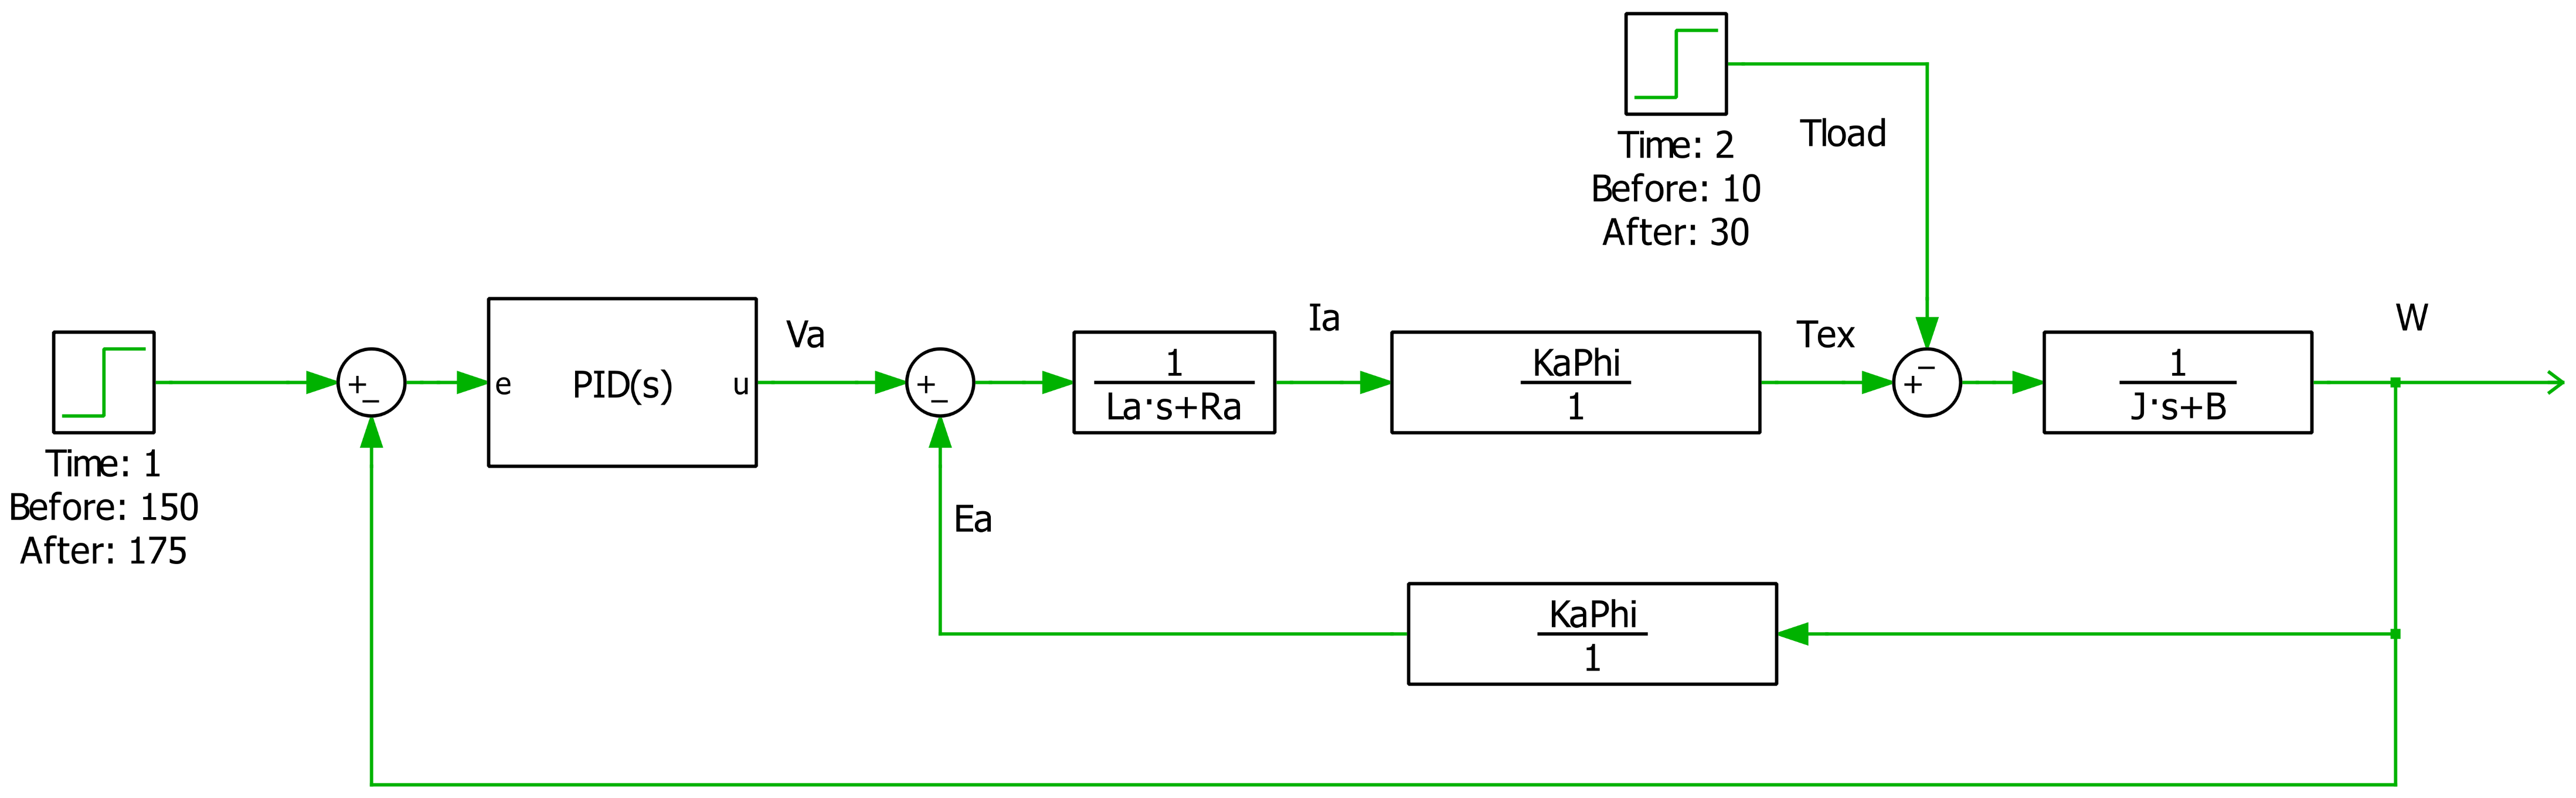 Time: 2
Before: 10
After: 30
Tload
Time: 1
Before: 150
After: 175
+
−
e
PID(s)
u
Va
+
−
1
La·s+Ra
Ia
KaPhi
1
Tex
−
+
1
J·s+B
W
Ea
KaPhi
1